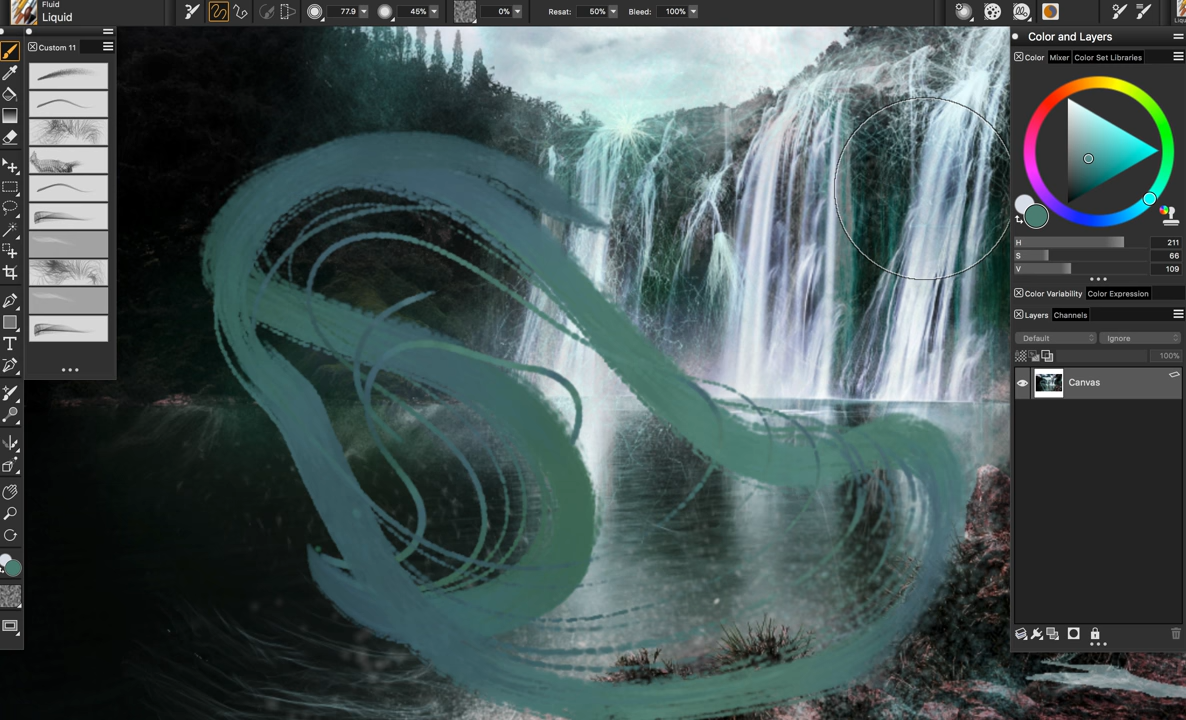 Fluid
Liquid
77.9
45%
0%
Resat: 50%
Bleed: 100%
Custom 11
T
Color and Layers
Color Mixer Color Set Libraries
H 211
S 66
V 109
Color Variability Color Expression
Layers Channels
Default Ignore
100%
Canvas